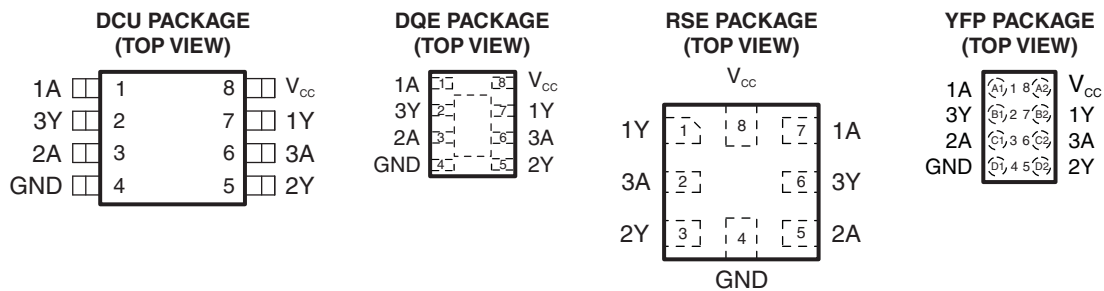 DCU PACKAGE
(TOP VIEW)
1A 1 8 VCC
3Y 2 7 1Y
2A 3 6 3A
GND 4 5 2Y
DQE PACKAGE
(TOP VIEW)
1A 1 8 VCC
3Y 2 7 1Y
2A 3 6 3A
GND 4 5 2Y
RSE PACKAGE
(TOP VIEW)
VCC
1Y 1 8 7 1A
3A 2 6 3Y
2Y 3 4 5 2A
GND
YFP PACKAGE
(TOP VIEW)
1A A1 1 8 A2 VCC
3Y B1 2 7 B2 1Y
2A C1 3 6 C2 3A
GND D1 4 5 D2 2Y